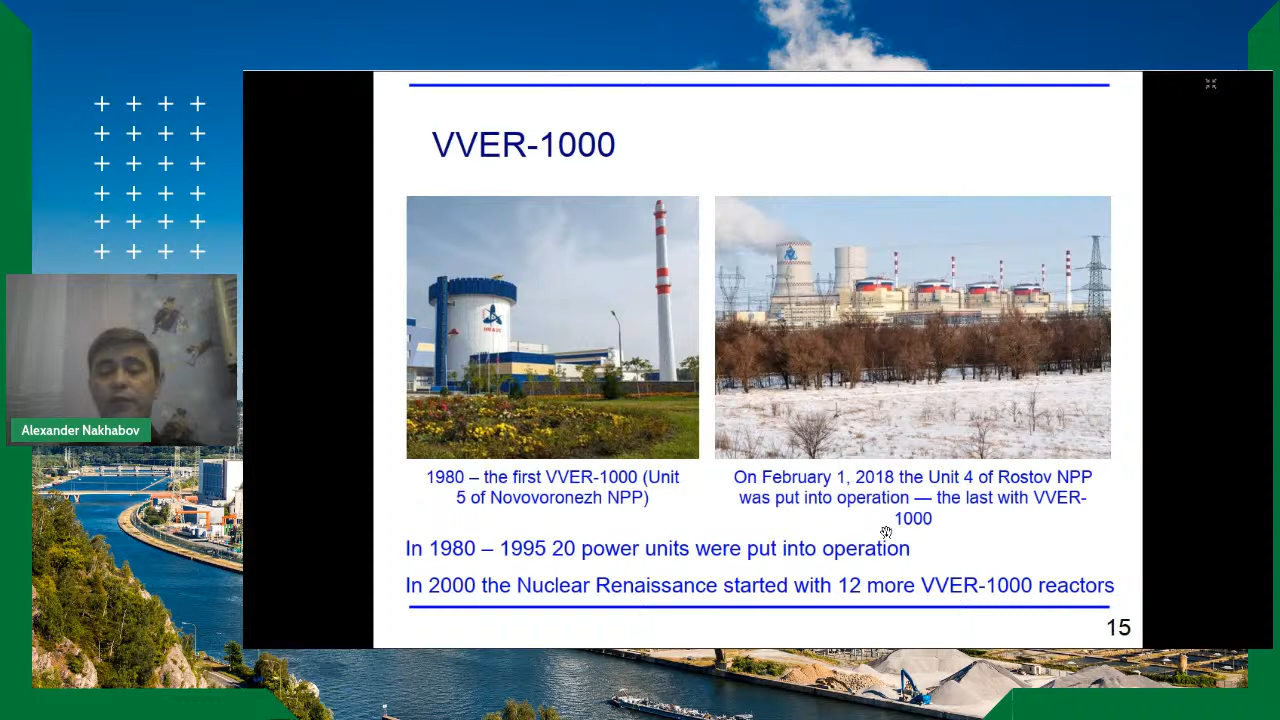 VVER-1000
1980 – the first VVER-1000 (Unit
5 of Novovoronezh NPP)
On February 1, 2018 the Unit 4 of Rostov NPP
was put into operation — the last with VVER-
1000
In 1980 – 1995 20 power units were put into operation
In 2000 the Nuclear Renaissance started with 12 more VVER-1000 reactors
15
Alexander Nakhabov